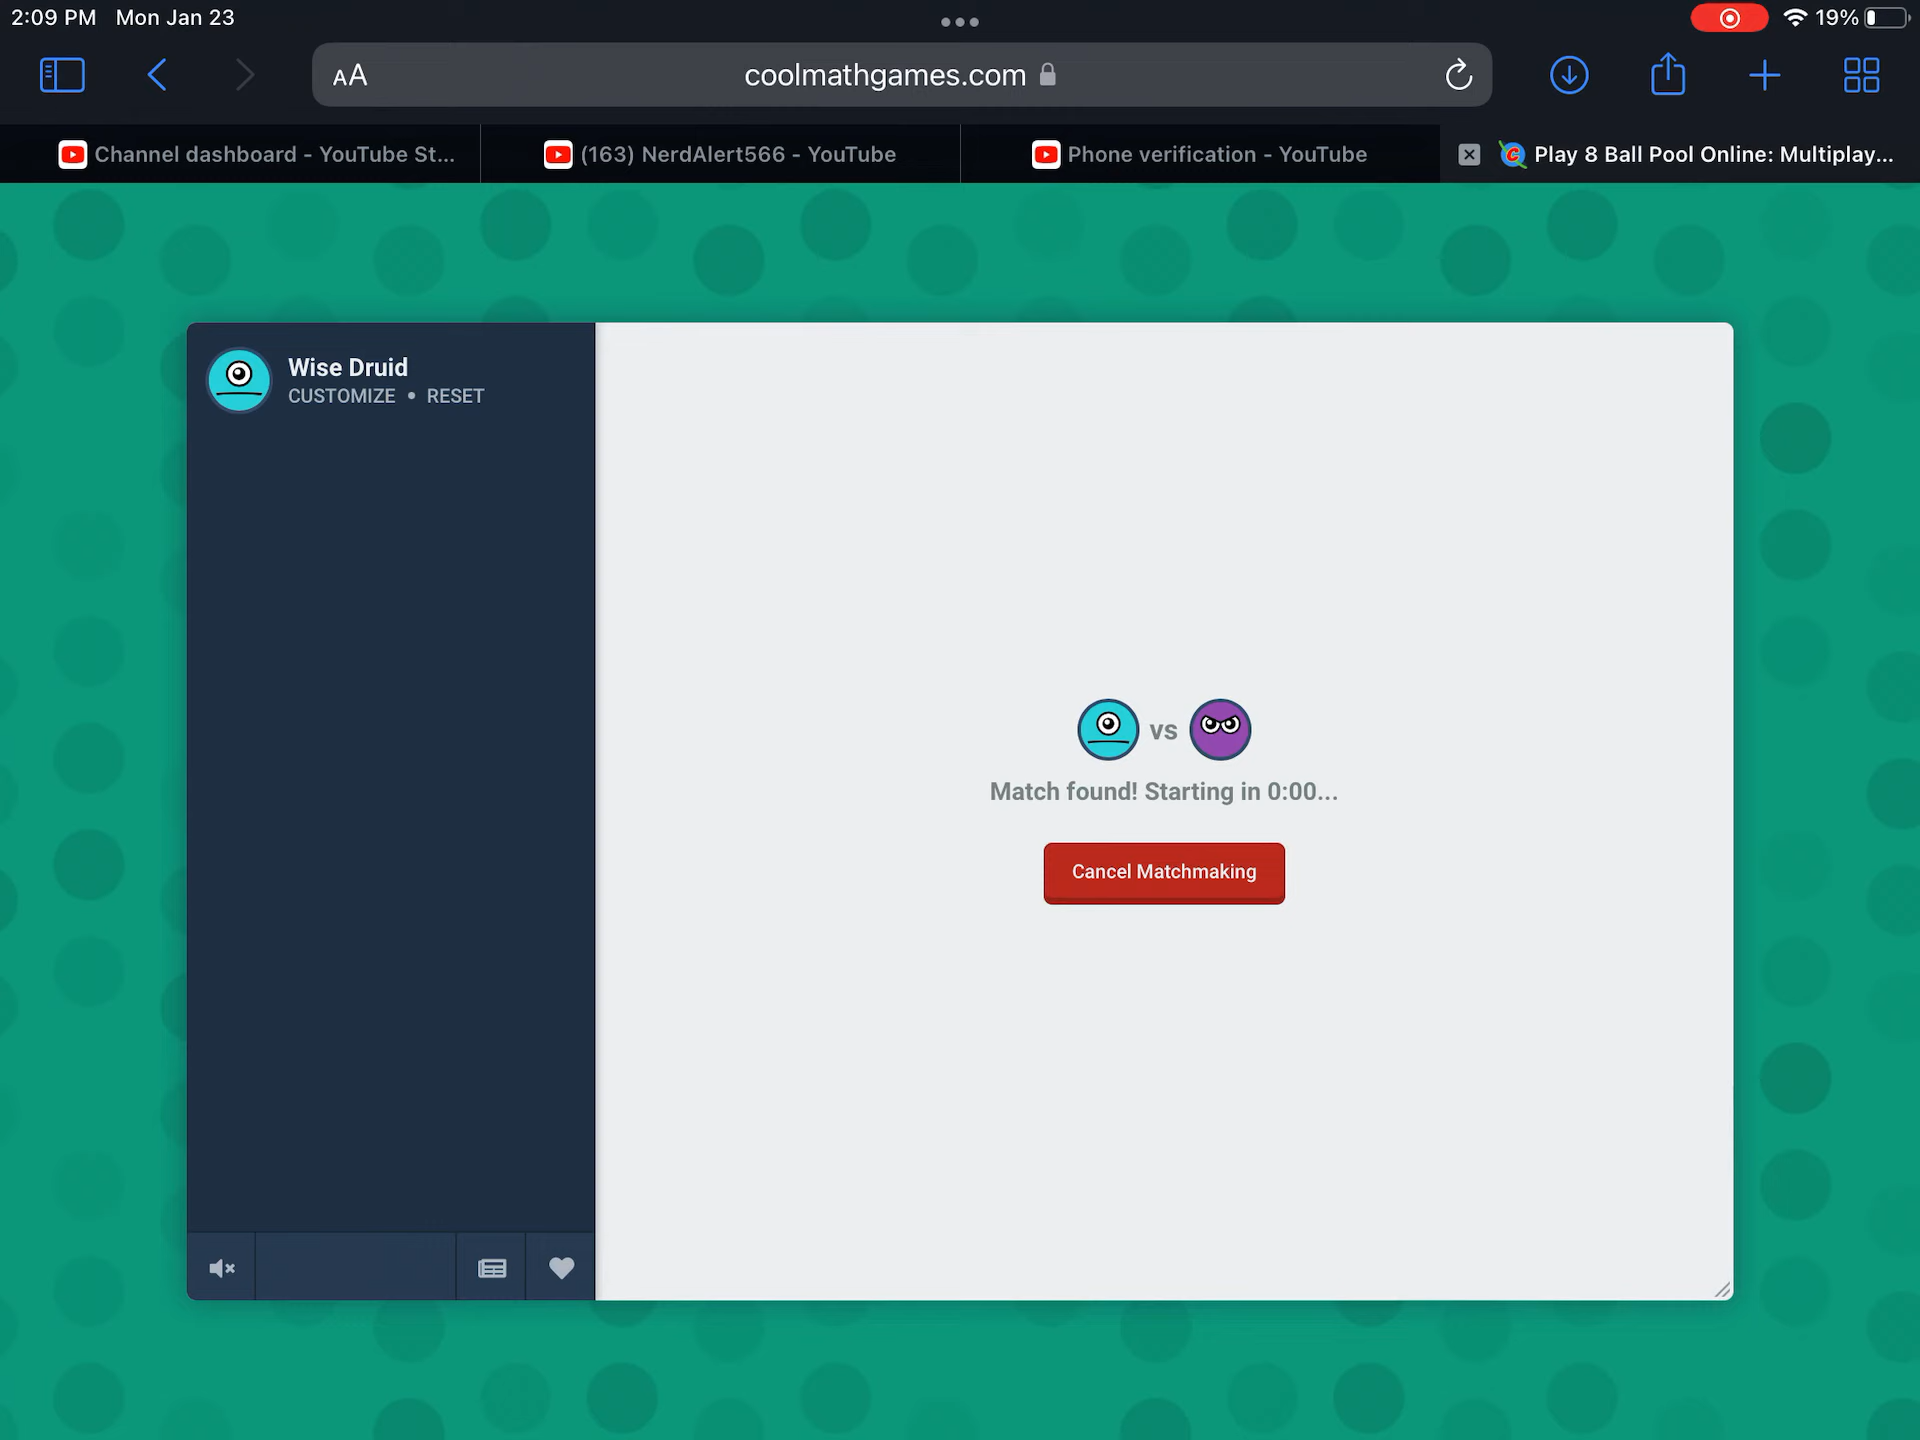 2:09 PM Mon Jan 23
19%
AA
coolmathgames.com
Channel dashboard - YouTube St...
(163) NerdAlert566 - YouTube
Phone verification - YouTube
Play 8 Ball Pool Online: Multiplay...
Wise Druid
CUSTOMIZE • RESET
vs
Match found! Starting in 0:00...
Cancel Matchmaking